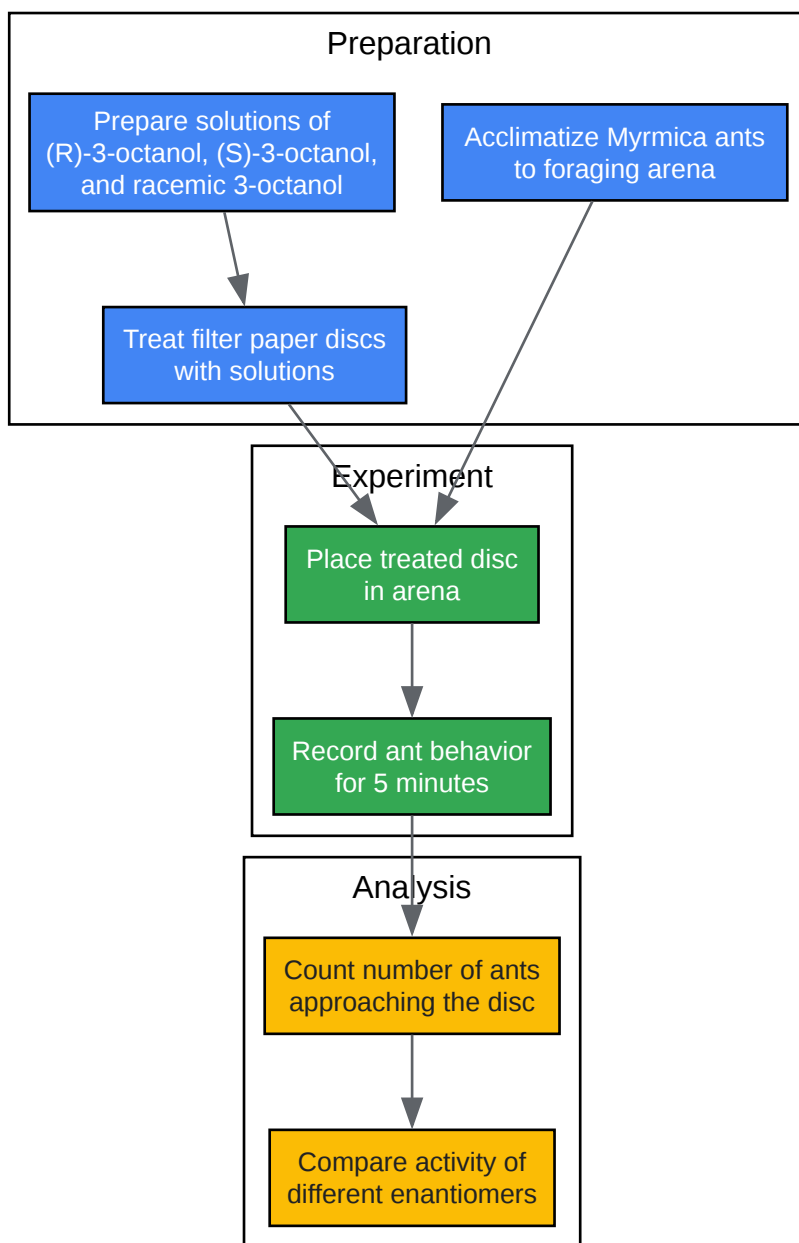 Preparation
Prepare solutions of
(R)-3-octanol, (S)-3-octanol,
and racemic 3-octanol
Acclimatize Myrmica ants
to foraging arena
Treat filter paper discs
with solutions
Experiment
Place treated disc
in arena
Record ant behavior
for 5 minutes
Analysis
Count number of ants
approaching the disc
Compare activity of
different enantiomers